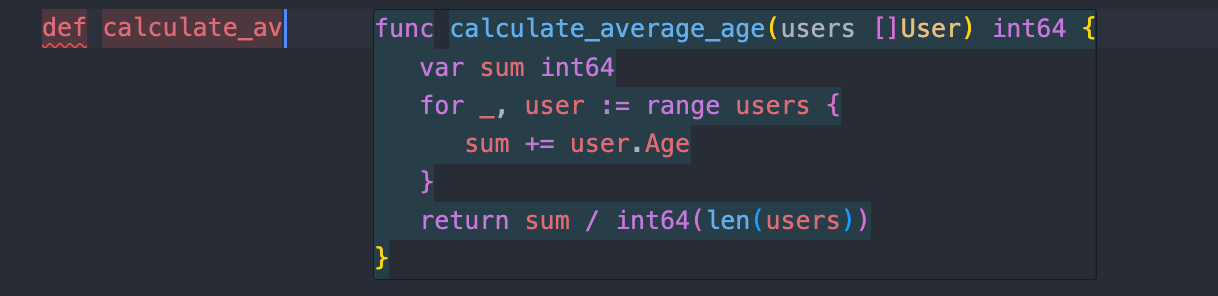 def calculate_av
func calculate_average_age(users []User) int64 {
   var sum int64
   for _, user := range users {
      sum += user.Age
   }
   return sum / int64(len(users))
}